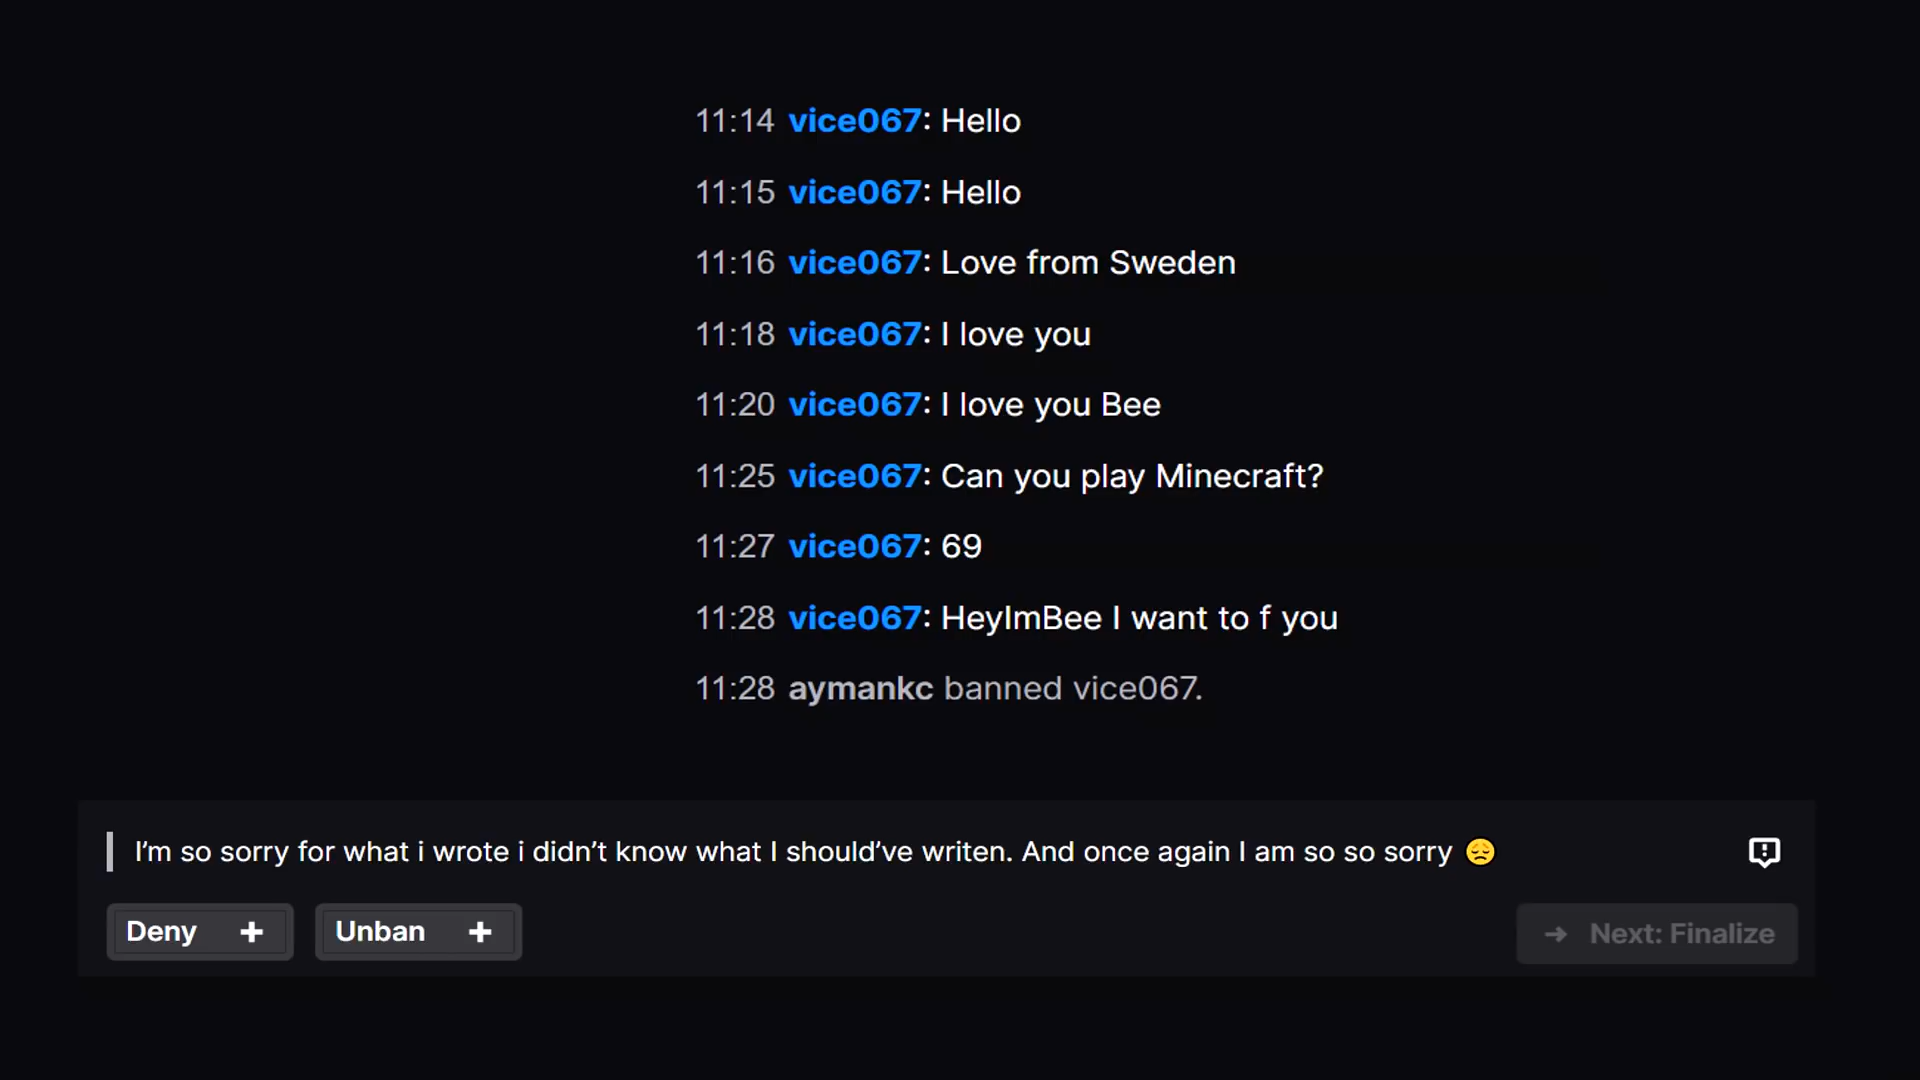 11:14 vice067: Hello
11:15 vice067: Hello
11:16 vice067: Love from Sweden
11:18 vice067: I love you
11:20 vice067: I love you Bee
11:25 vice067: Can you play Minecraft?
11:27 vice067: 69
11:28 vice067: HeyImBee I want to f you
11:28 aymankc banned vice067.
I’m so sorry for what i wrote i didn’t know what I should’ve writen. And once again I am so so sorry 😞
Deny + Unban + → Next: Finalize